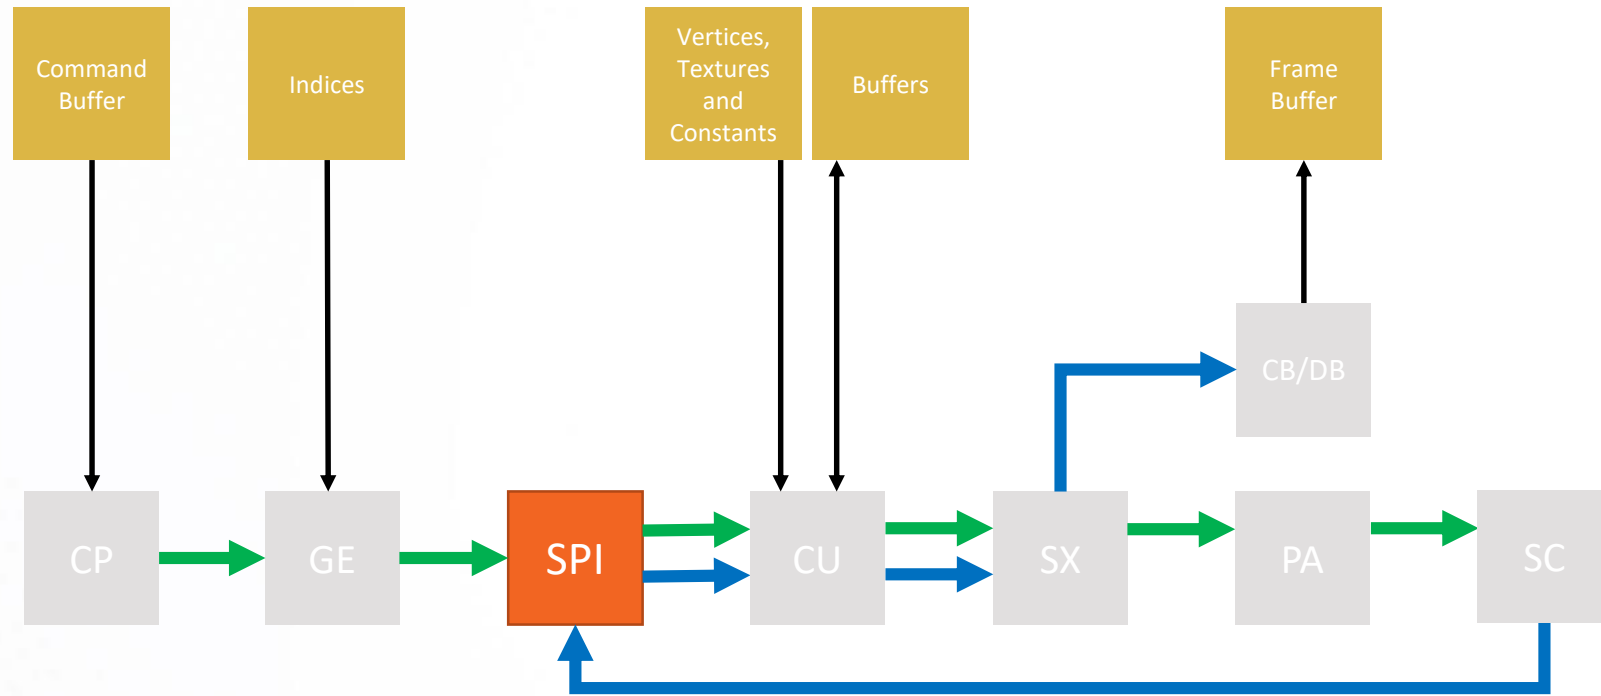 Command
Buffer
Indices
Vertices,
Textures
and
Constants
Buffers
Frame
Buffer
CB/DB
CP
GE
SPI
CU
SX
PA
SC